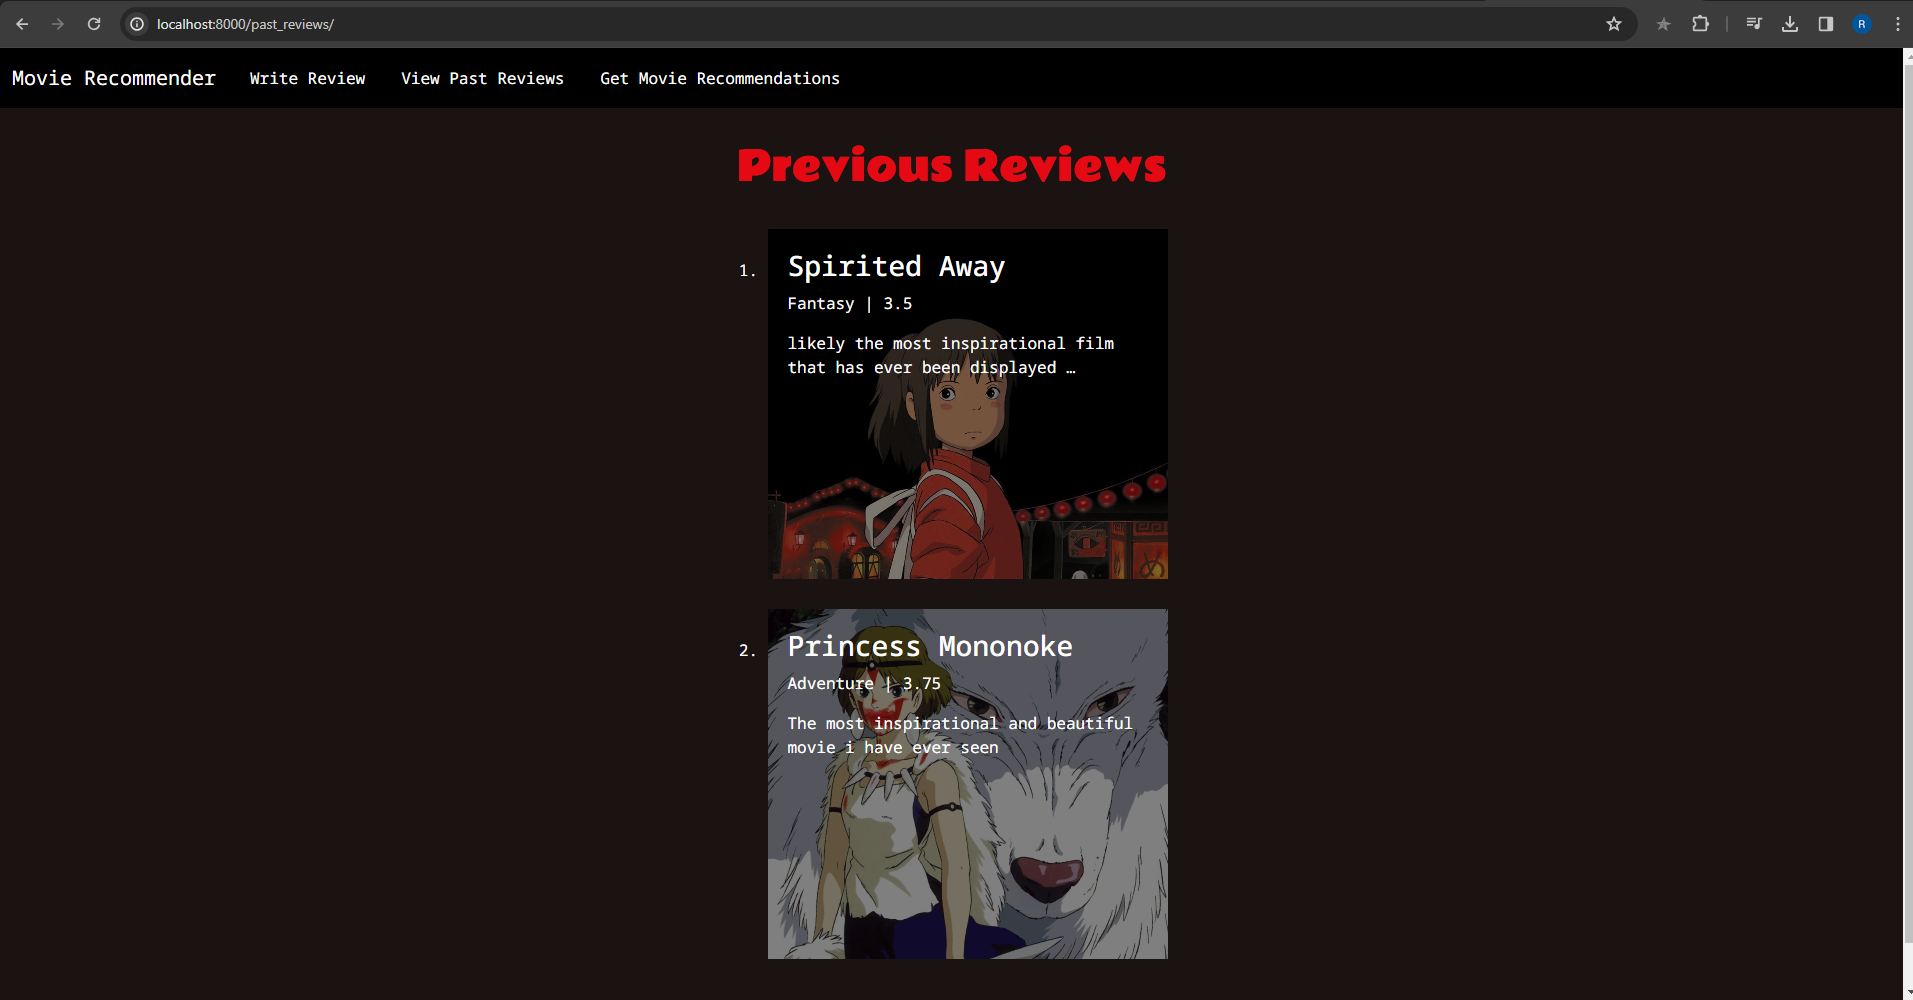 localhost:8000/past_reviews/
R
Movie Recommender Write Review View Past Reviews Get Movie Recommendations
Previous Reviews
1. Spirited Away
Fantasy | 3.5
likely the most inspirational film
that has ever been displayed …
2. Princess Mononoke
Adventure | 3.75
The most inspirational and beautiful
movie i have ever seen